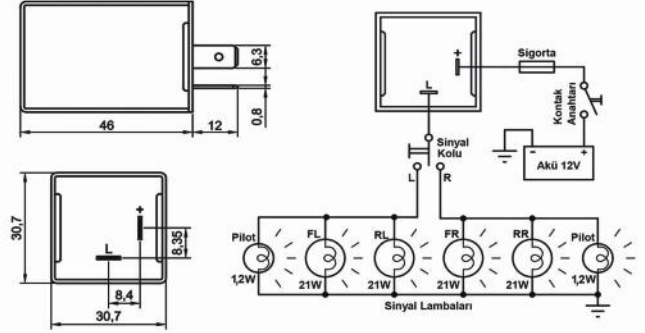 46
12
6,3
0,8
30,7
+
L
8,35
8,4
30,7
+
L
Sigorta
Kontak
Anahtarı
- +
Akü 12V
Sinyal
Kolu
L R
Pilot FL RL FR RR Pilot
1,2W 21W 21W 21W 21W 1,2W
Sinyal Lambaları